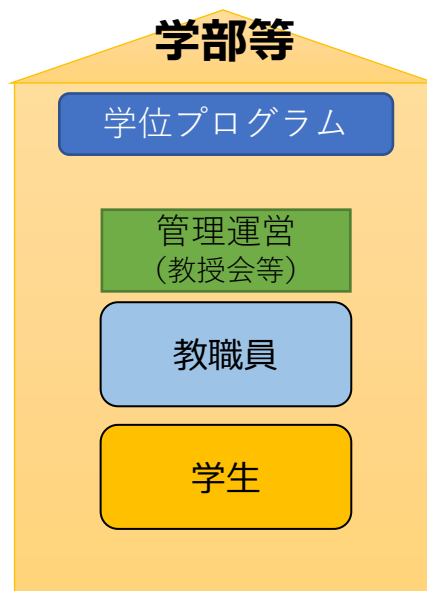 学部等
学位プログラム
管理運営
（教授会等）
教職員
学生